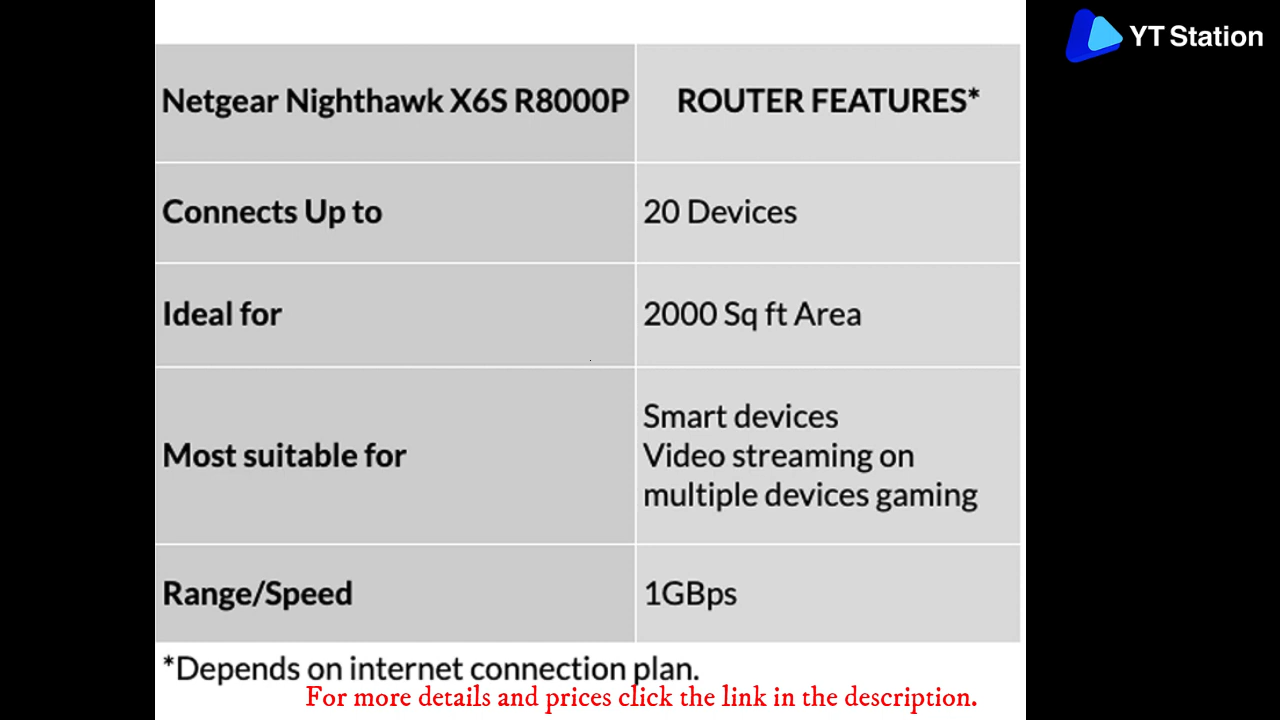 YT Station
Netgear Nighthawk X6S R8000P
ROUTER FEATURES*
Connects Up to
20 Devices
Ideal for
2000 Sq ft Area
Most suitable for
Smart devices
Video streaming on
multiple devices gaming
Range/Speed
1GBps
*Depends on internet connection plan.
For more details and prices click the link in the description.